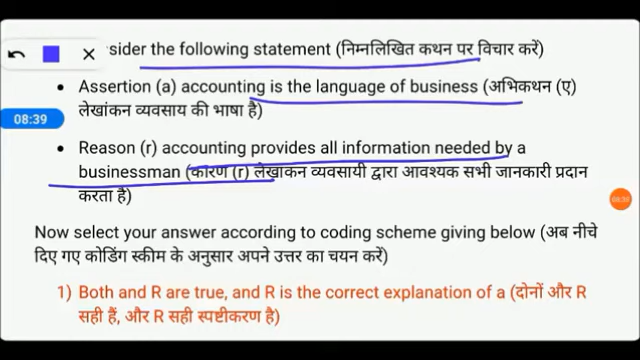 sider the following statement (निम्नलिखित कथन पर विचार करें)
Assertion (a) accounting is the language of business (अभिकथन (ए)
लेखांकन व्यवसाय की भाषा है)
08:39
Reason (r) accounting provides all information needed by a
businessman (कारण (r) लेखांकन व्यवसायी द्वारा आवश्यक सभी जानकारी प्रदान
करता है)
Now select your answer according to coding scheme giving below (अब नीचे
दिए गए कोडिंग स्कीम के अनुसार अपने उत्तर का चयन करें)
1) Both and R are true, and R is the correct explanation of a (दोनों और R
सही हैं, और R सही स्पष्टीकरण है)